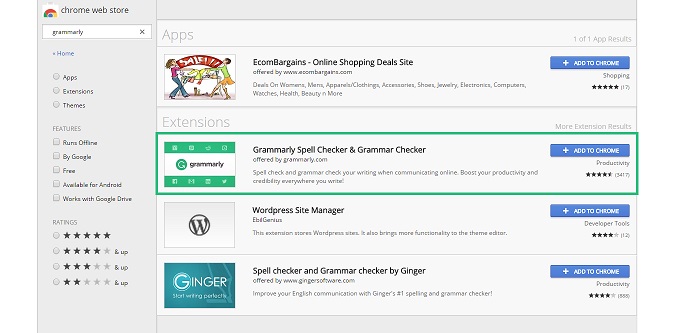 chrome web store
grammarly
« Home
Apps
Extensions
Themes
FEATURES
Runs Offline
By Google
Free
Available for Android
Works with Google Drive
RATINGS
& up
& up
& up
Apps
1 of 1 App Results
EcomBargains - Online Shopping Deals Site
offered by www.ecombargains.com
Deals On Womens, Mens, Apparels/Clothings, Accessories, Shoes, Jewelry, Electronics, Computers,
Watches, Health, Beauty n More
ADD TO CHROME
Shopping
(17)
Extensions
More Extension Results
grammarly
Grammarly Spell Checker & Grammar Checker
offered by grammarly.com
Spell check and grammar check your writing when communicating online. Boost your productivity and
credibility everywhere you write!
ADD TO CHROME
Productivity
(3417)
Wordpress Site Manager
EbilGenius
This extension stores Wordpress sites. It also brings more functionality to the theme editor.
ADD TO CHROME
Developer Tools
(12)
GINGER
Start writing perfectly
Spell checker and Grammar checker by Ginger
offered by www.gingersoftware.com
Improve your English communication with Ginger's #1 spelling and grammar checker!
ADD TO CHROME
Productivity
(888)